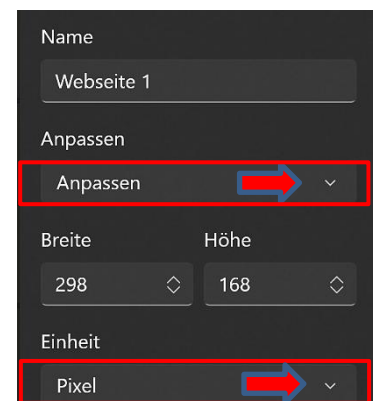 Name
Webseite 1
Anpassen
Anpassen
Breite Höhe
298 168
Einheit
Pixel